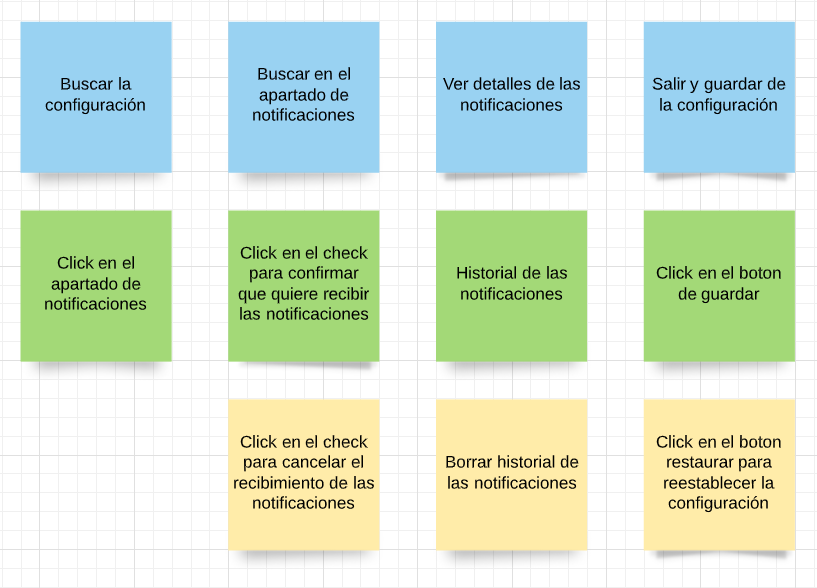 Buscar la
configuración
Buscar en el
apartado de
notificaciones
Ver detalles de las
notificaciones
Salir y guardar de
la configuración
Click en el
apartado de
notificaciones
Click en el check
para confirmar
que quiere recibir
las notificaciones
Historial de las
notificaciones
Click en el boton
de guardar
Click en el check
para cancelar el
recibimiento de las
notificaciones
Borrar historial de
las notificaciones
Click en el boton
restaurar para
reestablecer la
configuración